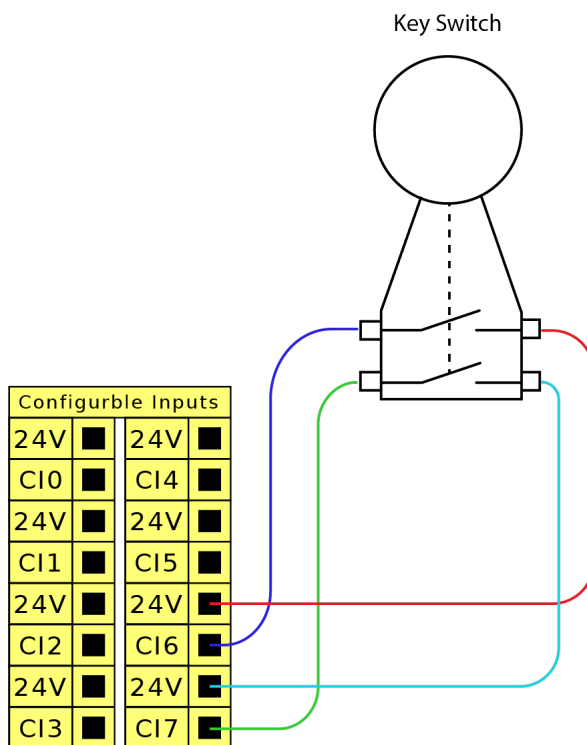 Key Switch
Configurble Inputs
24V 24V
CI0 CI4
24V 24V
CI1 CI5
24V 24V
CI2 CI6
24V 24V
CI3 CI7